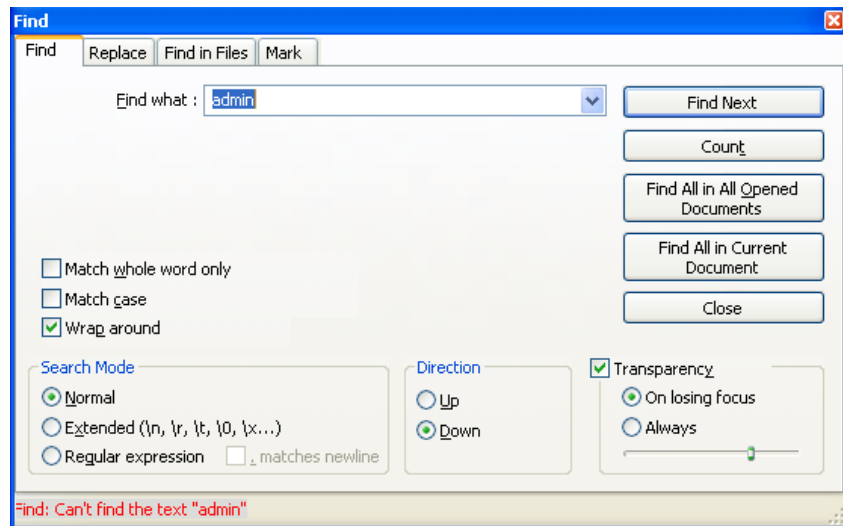 Find
Find Replace Find in Files Mark
Find what : admin
Find Next
Count
Find All in All Opened
Documents
Find All in Current
Document
Close
Match whole word only
Match case
Wrap around
Search Mode
Normal
Extended (\n, \r, \t, \0, \x...)
Regular expression . matches newline
Direction
Up
Down
Transparency
On losing focus
Always
Find: Can't find the text "admin"